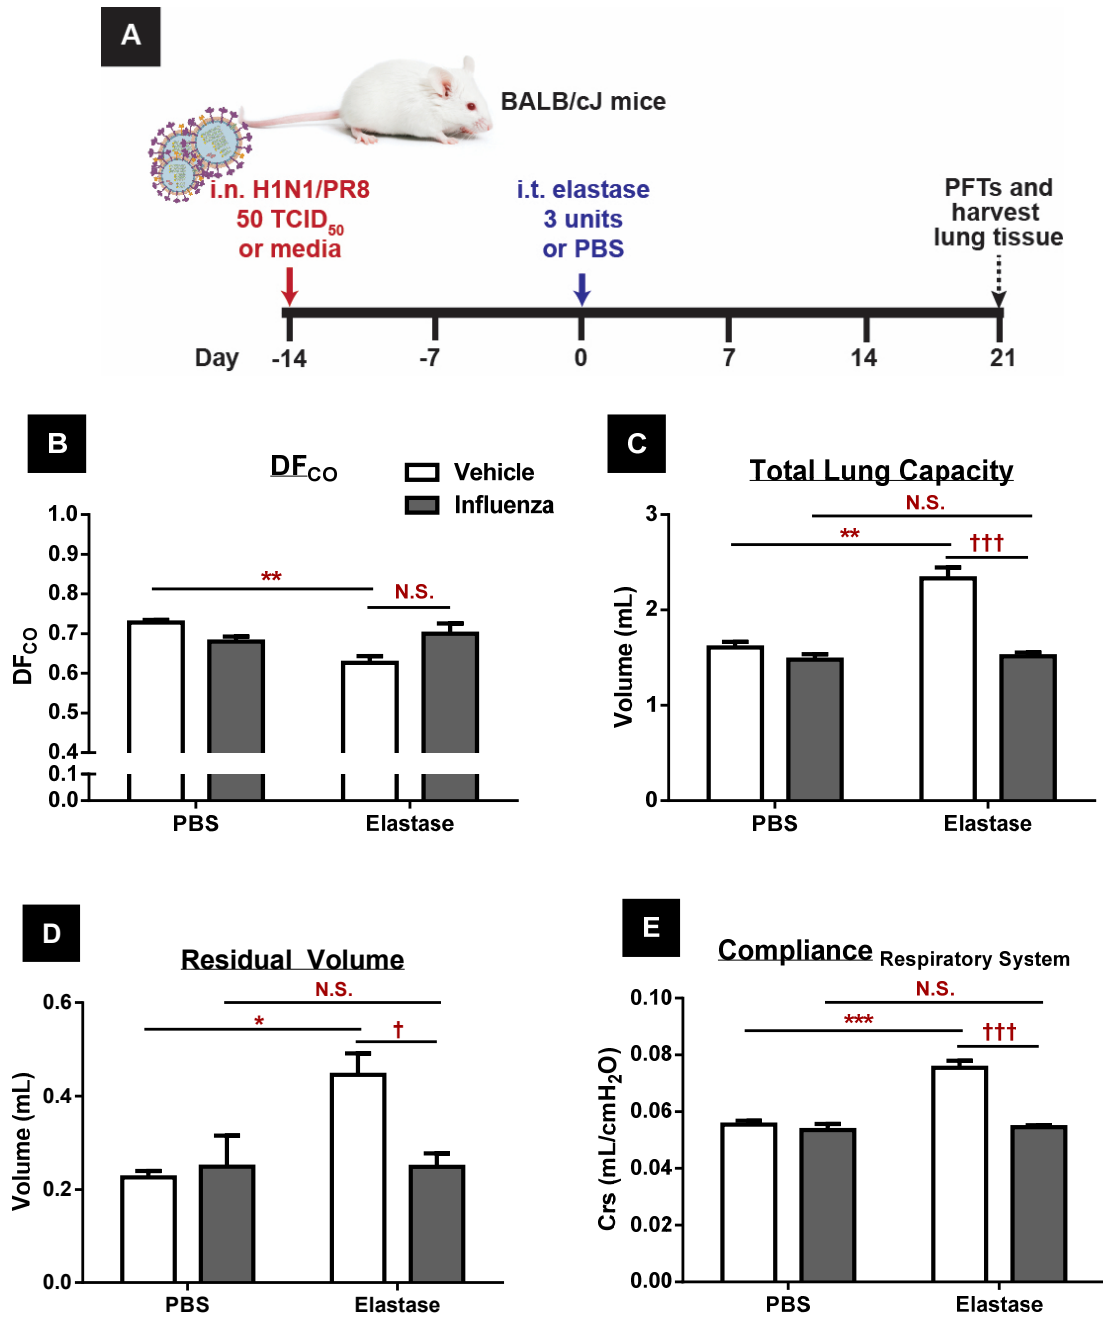 A
BALB/cJ mice
i.n. H1N1/PR8
50 TCID50
or media
i.t. elastase
3 units
or PBS
PFTs and
harvest
lung tissue
Day -14 -7 0 7 14 21
B
DFCO
Vehicle
Influenza
1.0
0.9
0.8
0.7
0.6
0.5
0.4
0.1
0.0
DFCO
**
N.S.
PBS Elastase
C
Total Lung Capacity
N.S.
**
†††
3
2
1
0
Volume (mL)
PBS Elastase
D
Residual Volume
N.S.
*
†
0.6
0.4
0.2
0.0
Volume (mL)
PBS Elastase
E
Compliance Respiratory System
N.S.
***
†††
0.10
0.08
0.06
0.04
0.02
0.00
Crs (mL/cmH2O)
PBS Elastase